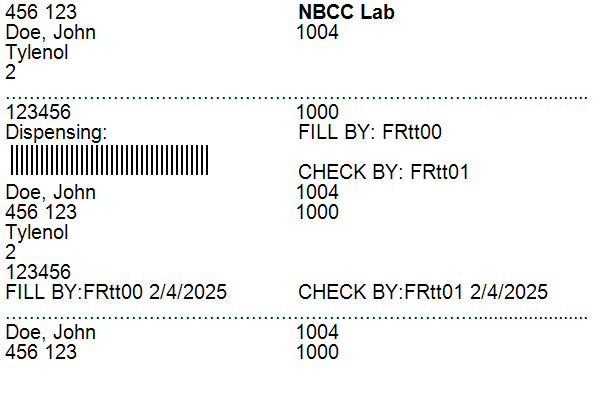 456 123 NBCC Lab
Doe, John 1004
Tylenol
2
123456 1000
Dispensing: FILL BY: FRtt00
CHECK BY: FRtt01
Doe, John 1004
456 123 1000
Tylenol
2
123456
FILL BY:FRtt00 2/4/2025 CHECK BY:FRtt01 2/4/2025
Doe, John 1004
456 123 1000